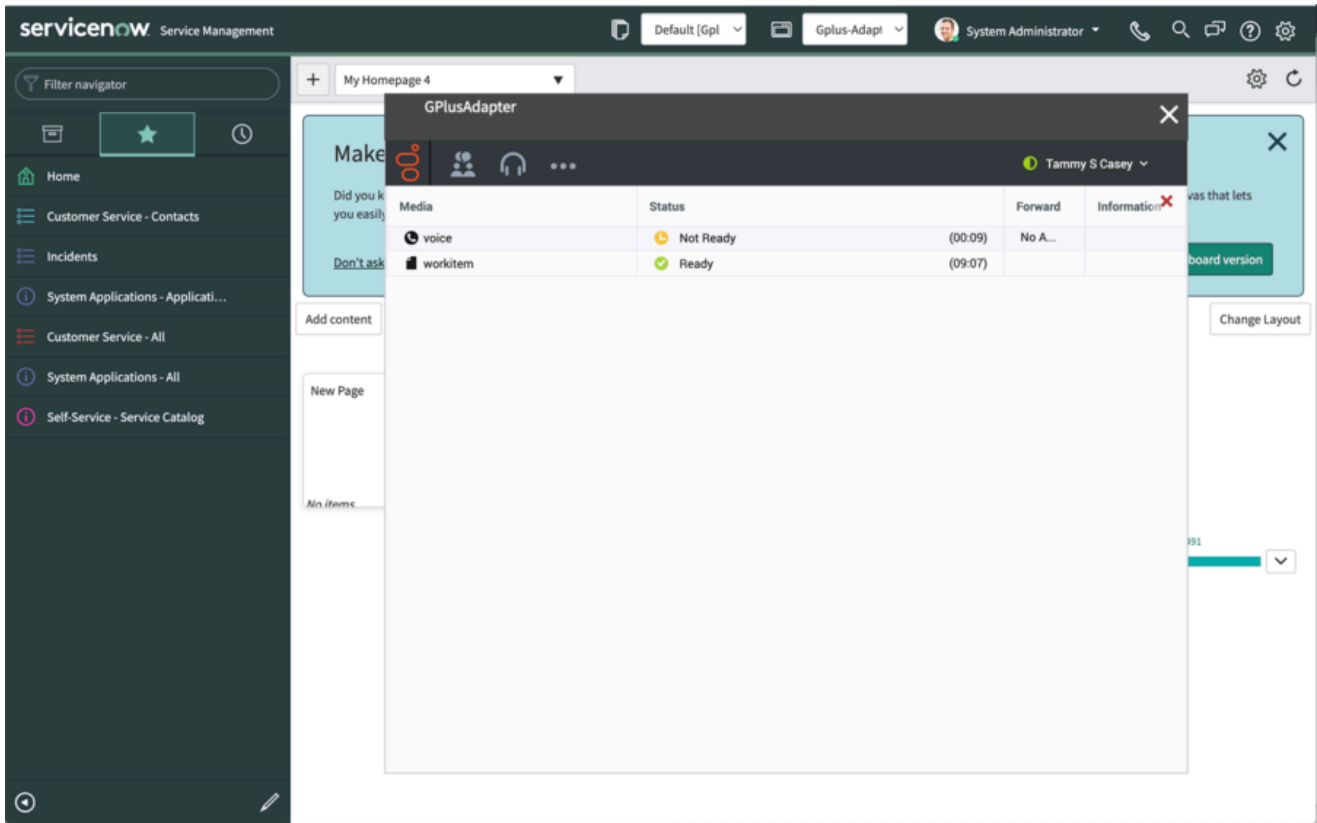 servicenow. Service Management
Default [Gpl
Gplus-Adapt
System Administrator
Filter navigator
Home
Customer Service - Contacts
Incidents
System Applications - Applicati...
Customer Service - All
System Applications - All
Self-Service - Service Catalog
My Homepage 4
GPlusAdapter
Make
Did you k
you easily
Don't ask
vas that lets
board version
Tammy S Casey
Media Status Forward Information
voice Not Ready (00:09) No A...
workitem Ready (09:07)
Add content
Change Layout
New Page
No items
391